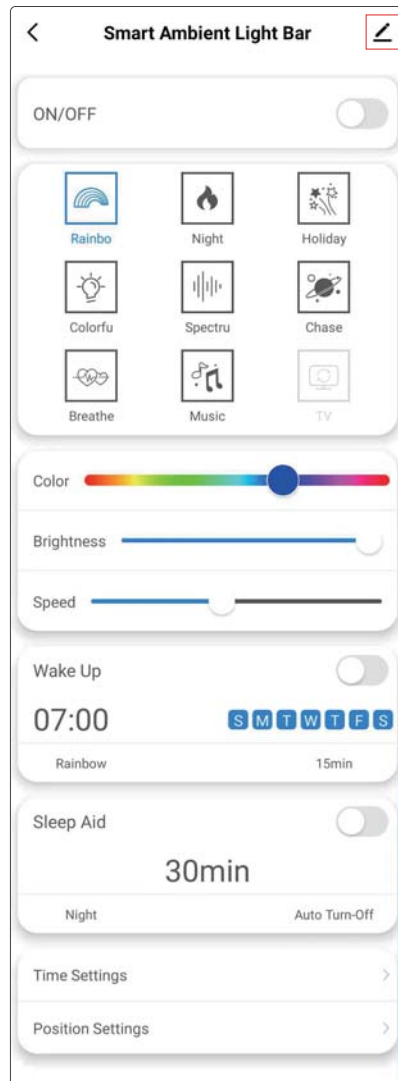 Smart Ambient Light Bar
ON/OFF
Rainbo Night Holiday
Colorfu Spectru Chase
Breathe Music TV
Color
Brightness
Speed
Wake Up
07:00 S M T W T F S
Rainbow 15min
Sleep Aid
30min
Night Auto Turn-Off
Time Settings
Position Settings